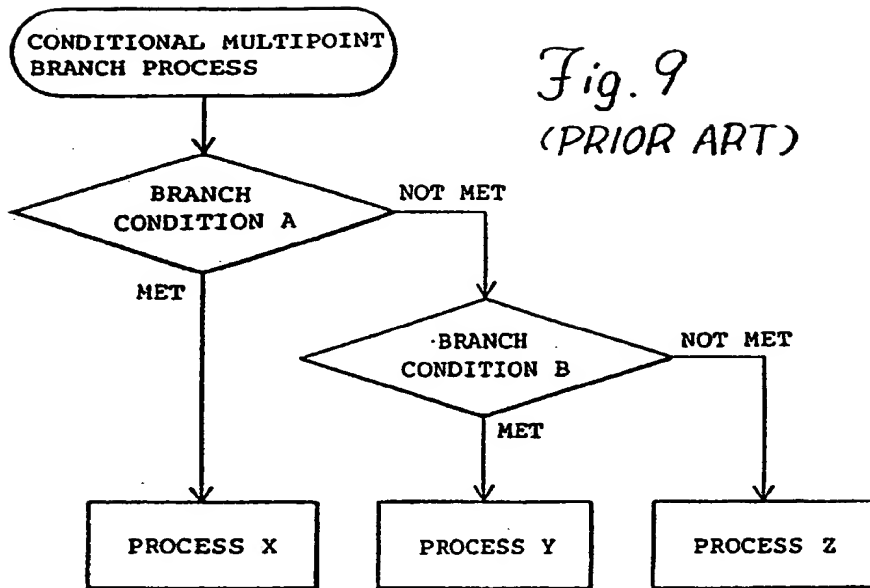 CONDITIONAL MULTIPOINT
BRANCH PROCESS
Fig. 9
(PRIOR ART)
BRANCH
CONDITION A
NOT MET
MET
BRANCH
CONDITION B
NOT MET
MET
PROCESS X
PROCESS Y
PROCESS Z